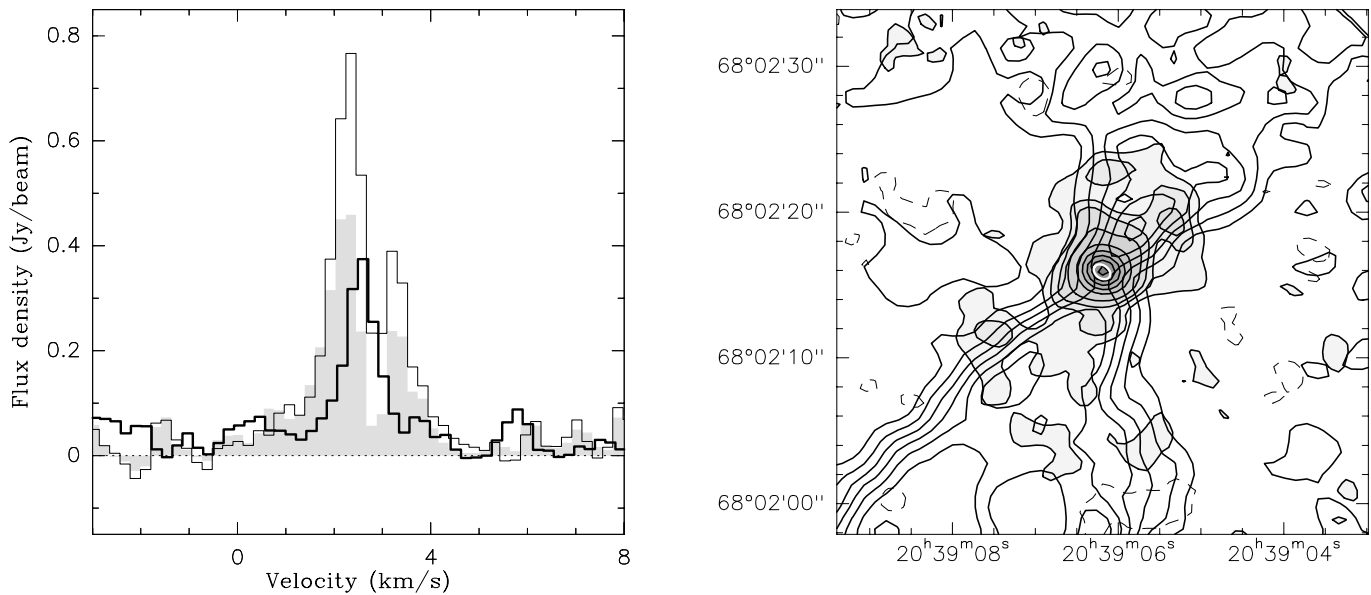 0.8
0.6
0.4
0.2
0
Flux density (Jy/beam)
0 4 8
Velocity (km/s)
68°02'30"
68°02'20"
68°02'10"
68°02'00"
20ʰ39ᵐ08ˢ 20ʰ39ᵐ06ˢ 20ʰ39ᵐ04ˢ